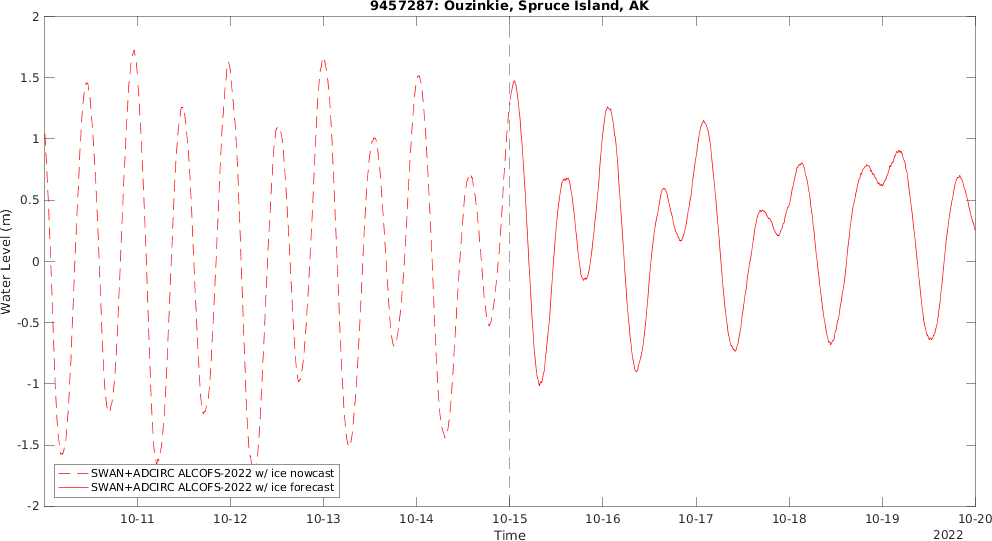 9457287: Ouzinkie, Spruce Island, AK
2
1.5
1
0.5
0
-0.5
-1
-1.5
-2
Water Level (m)
SWAN+ADCIRC ALCOFS-2022 w/ ice nowcast
SWAN+ADCIRC ALCOFS-2022 w/ ice forecast
10-11 10-12 10-13 10-14 10-15 10-16 10-17 10-18 10-19 10-20
Time
2022